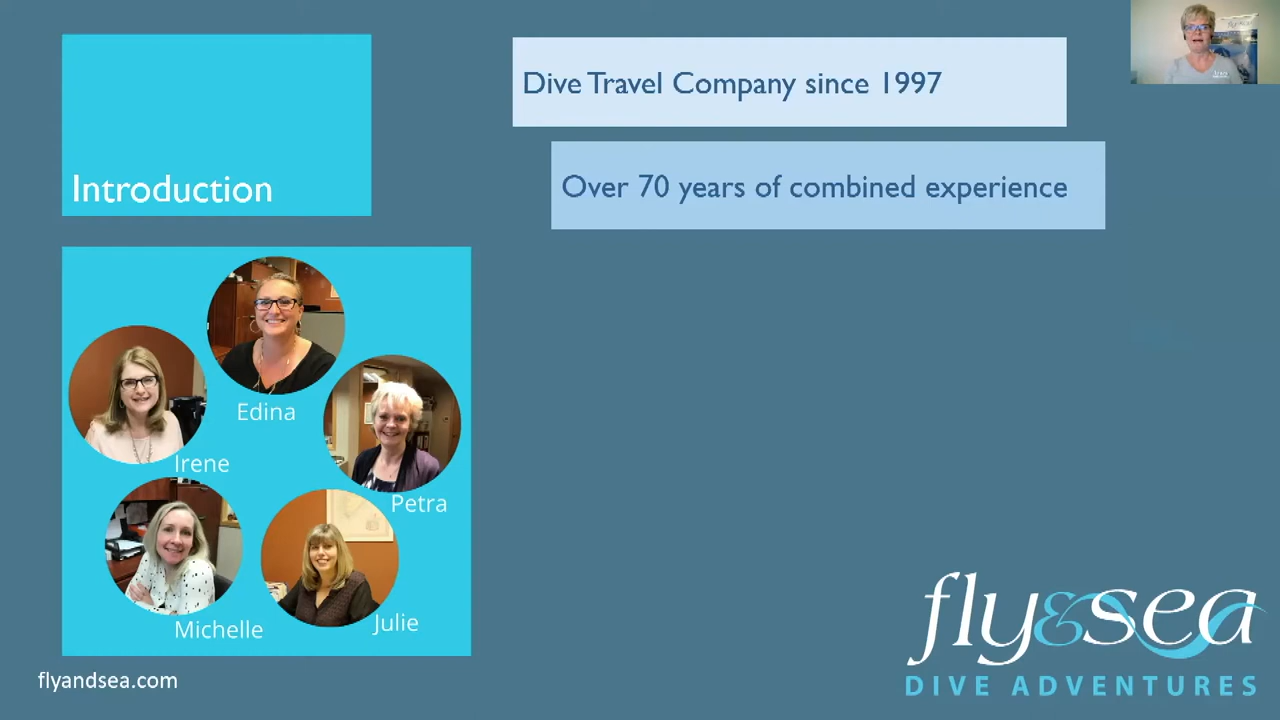 Introduction
Dive Travel Company since 1997
Over 70 years of combined experience
Edina
Irene
Petra
Michelle
Julie
flyandsea.com
fly&sea
DIVE ADVENTURES